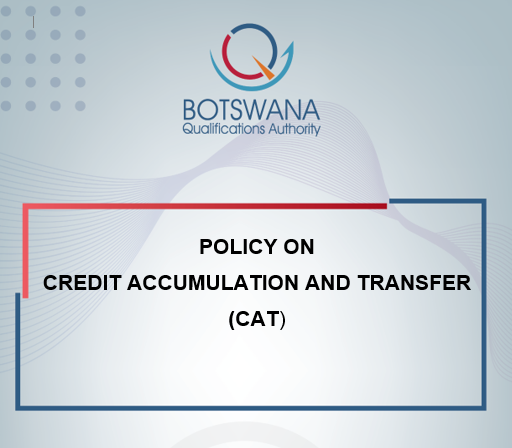 BOTSWANA
Qualifications Authority
POLICY ON
CREDIT ACCUMULATION AND TRANSFER
(CAT)